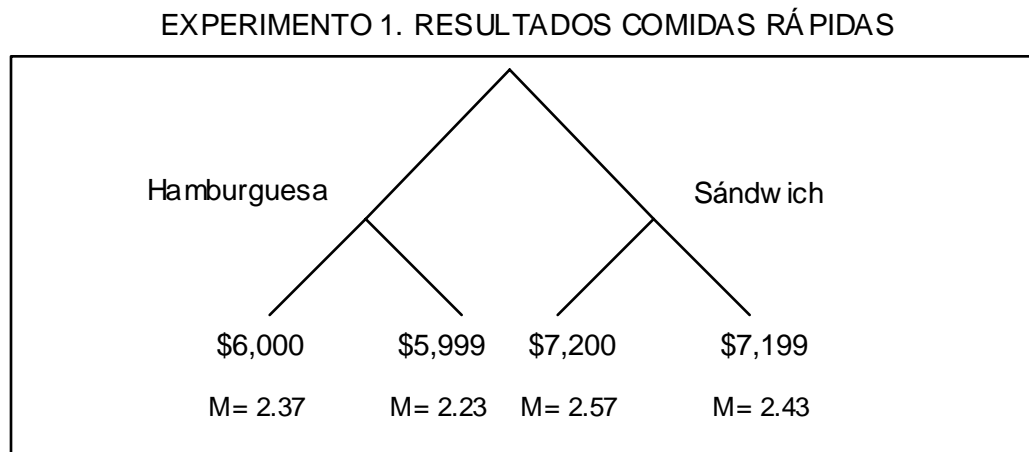 EXPERIMENTO 1. RESULTADOS COMIDAS RÁPIDAS
Hamburguesa Sándwich
$6,000 $5,999 $7,200 $7,199
M= 2.37 M= 2.23 M= 2.57 M= 2.43